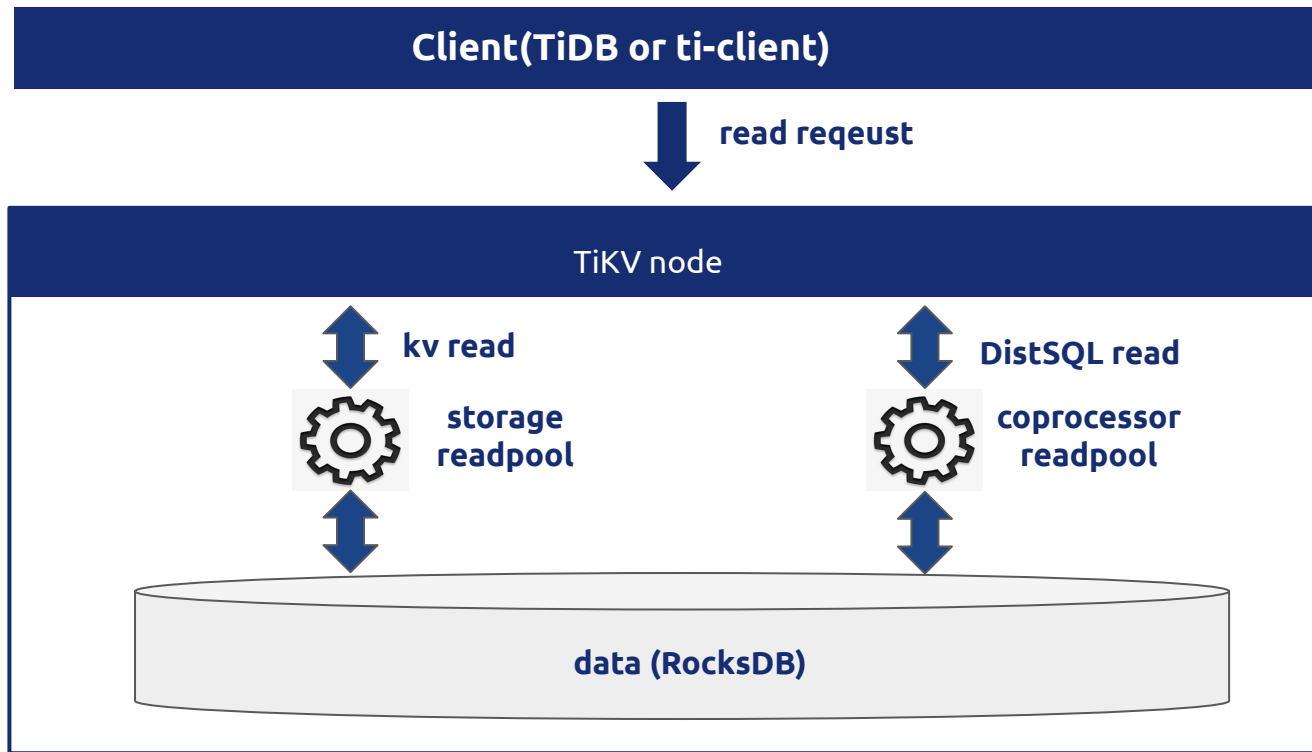 Client(TiDB or ti-client)
read reqeust
TiKV node
kv read
DistSQL read
storage
readpool
coprocessor
readpool
data (RocksDB)